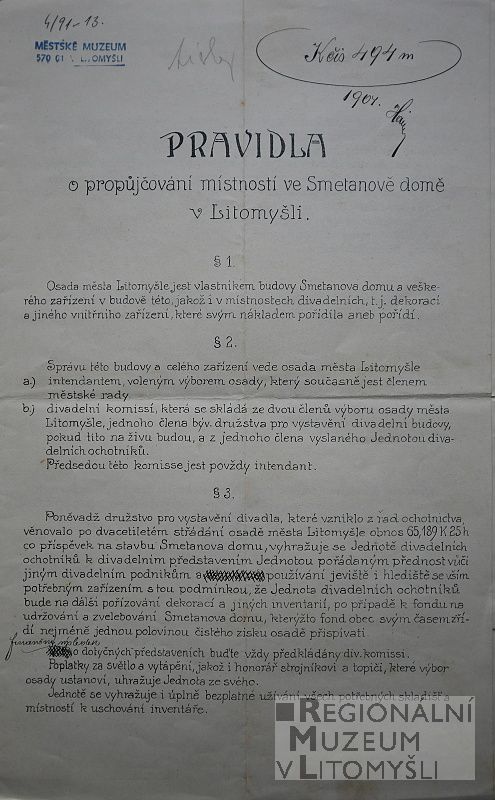 4/91-13.
MĚSTSKÉ MUZEUM
570 01 LITOMYŠLI
Kčís 494 m
1907.
PRAVIDLA
o propůjčování místností ve Smetanově domě
v Litomyšli.
§ 1.
Osada města Litomyšle jest vlastníkem budovy Smetanova domu a veške-
rého zařízení v budově této, jakož i v místnostech divadelních, t. j. dekorací
a jiného vnitřního zařízení, které svým nákladem pořídila aneb pořídí.
§ 2.
Správu této budovy a celého zařízení vede osada města Litomyšle
a.) intendantem, voleným výborem osady, který současně jest členem
městské rady
b.) divadelní komissí, která se skládá ze dvou členů výboru osady města
Litomyšle, jednoho člena býv. družstva pro vystavění divadelní budovy,
pokud tito na živu budou, a z jednoho člena vyslaného Jednotou diva-
delních ochotníků.
Předsedou této komisse jest povždy intendant.
§ 3.
Poněvadž družstvo pro vystavění divadla, které vzniklo z řad ochotnictva,
věnovalo po dvacetiletém střádání osadě města Litomyšle obnos 65,189 K 25 h
co příspěvek na stavbu Smetanova domu, vyhražuje se Jednotě divadelních
ochotníků k divadelním představením Jednotou pořádaným přednost vůči
jiným divadelním podnikům a používání jeviště i hlediště se vším
potřebným zařízením s tou podmínkou, že Jednota divadelních ochotníků
bude na další pořizování dekorací a jiných inventarií, po případě k fondu na
udržování a zvelebování Smetanova domu, kterýžto fond obec svým časem zří-
dí nejméně jednou polovinou čistého zisku osadě přispívati.
o dotyčných představeních buďte vždy předkládány div. komissi.
Poplatky za světlo a vytápění, jakož i honorář strojníkovi a topiči, které výbor
osady ustanoví, uhražuje Jednota ze svého.
Jednotě se vyhražuje i úplně bezplatné užívání všech potřebných skladišť a
místností k uschování inventáře.
REGIONALNÍ
MUZEUM
V LITOMYŠLI